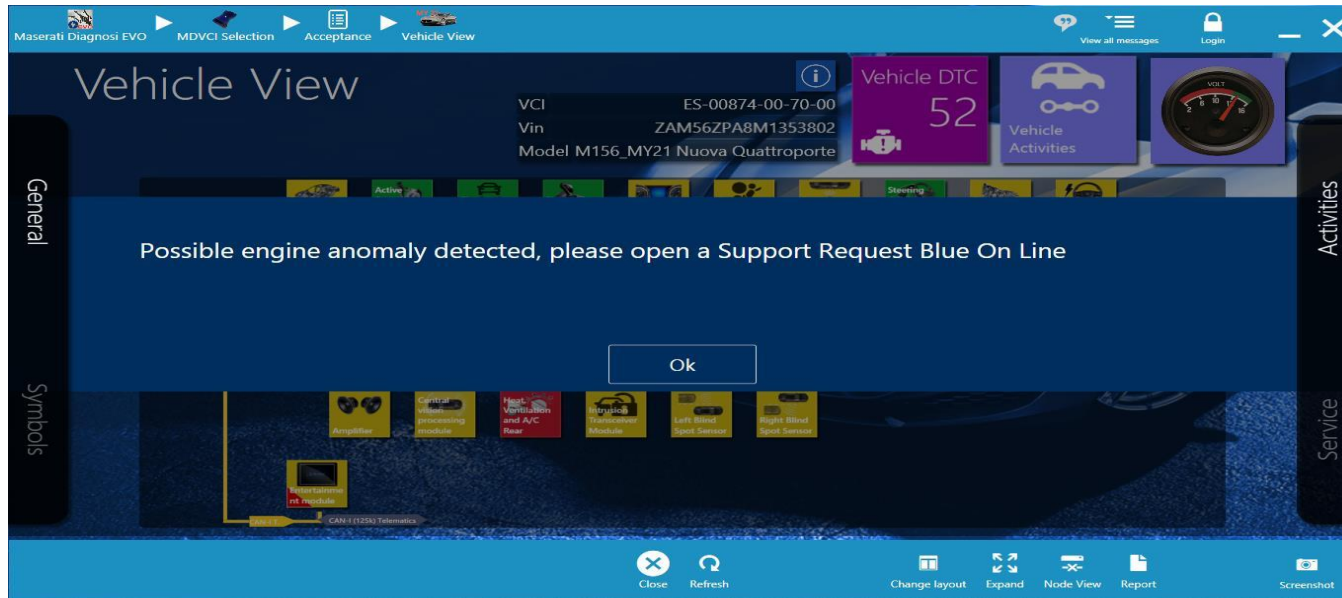 Maserati Diagnosi EVO
MDVCI Selection
Acceptance
Vehicle View
View all messages
Login
Vehicle View
VCI ES-00874-00-70-00
Vin ZAM56ZPA8M1353802
Model M156_MY21 Nuova Quattroporte
Vehicle DTC
52
Vehicle
Activities
VOLT
2 6 10 16
General
Symbols
Activities
Service
Active
Steering
Possible engine anomaly detected, please open a Support Request Blue On Line
Ok
Amplifier
Central
vision
processing
module
Heat,
Ventilation
and A/C
Rear
Intrusion
Transceiver
Module
Left Blind
Spot Sensor
Right Blind
Spot Sensor
Entertainme
nt module
CAN-I (125k) Telematics
Close
Refresh
Change layout
Expand
Node View
Report
Screenshot